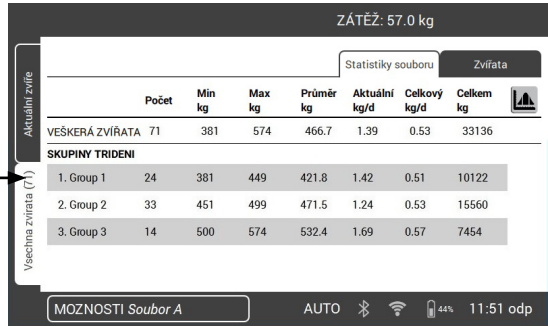 ZÁTĚŽ: 57.0 kg
Aktuální zvíře
Vsechna zvirata (71)
Statistiky souboru Zvířata
Počet Min kg Max kg Průměr kg Aktuální kg/d Celkový kg/d Celkem kg
VEŠKERÁ ZVÍŘATA 71 381 574 466.7 1.39 0.53 33136
SKUPINY TRIDENI
1. Group 1 24 381 449 421.8 1.42 0.51 10122
2. Group 2 33 451 499 471.5 1.24 0.53 15560
3. Group 3 14 500 574 532.4 1.69 0.57 7454
MOZNOSTI Soubor A AUTO 44% 11:51 odp